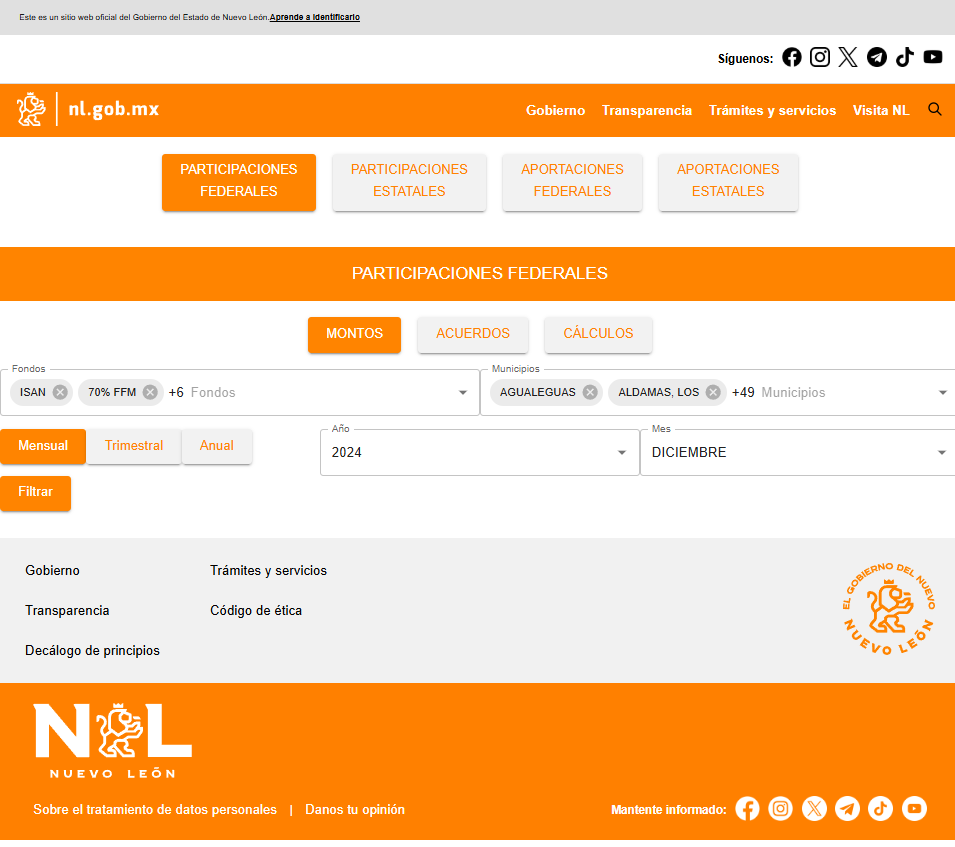 Este es un sitio web oficial del Gobierno del Estado de Nuevo León.Aprende a identificarlo
Síguenos:
nl.gob.mx
Gobierno Transparencia Trámites y servicios Visita NL
PARTICIPACIONES FEDERALES
PARTICIPACIONES ESTATALES
APORTACIONES FEDERALES
APORTACIONES ESTATALES
PARTICIPACIONES FEDERALES
MONTOS ACUERDOS CÁLCULOS
Fondos
ISAN 70% FFM +6 Fondos
Municipios
AGUALEGUAS ALDAMAS, LOS +49 Municipios
Mensual Trimestral Anual
Año
2024
Mes
DICIEMBRE
Filtrar
Gobierno Trámites y servicios
Transparencia Código de ética
Decálogo de principios
EL GOBIERNO DEL NUEVO
NUEVO LEÓN
NL
NUEVO LEÓN
Sobre el tratamiento de datos personales | Danos tu opinión
Mantente informado: